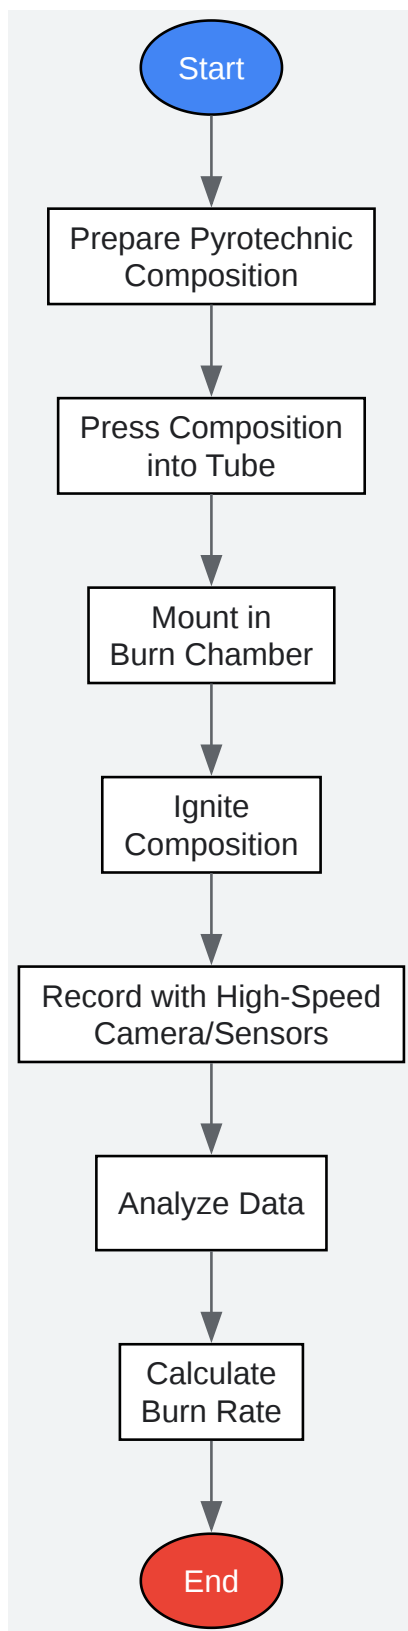 Start
Prepare Pyrotechnic
Composition
Press Composition
into Tube
Mount in
Burn Chamber
Ignite
Composition
Record with High-Speed
Camera/Sensors
Analyze Data
Calculate
Burn Rate
End